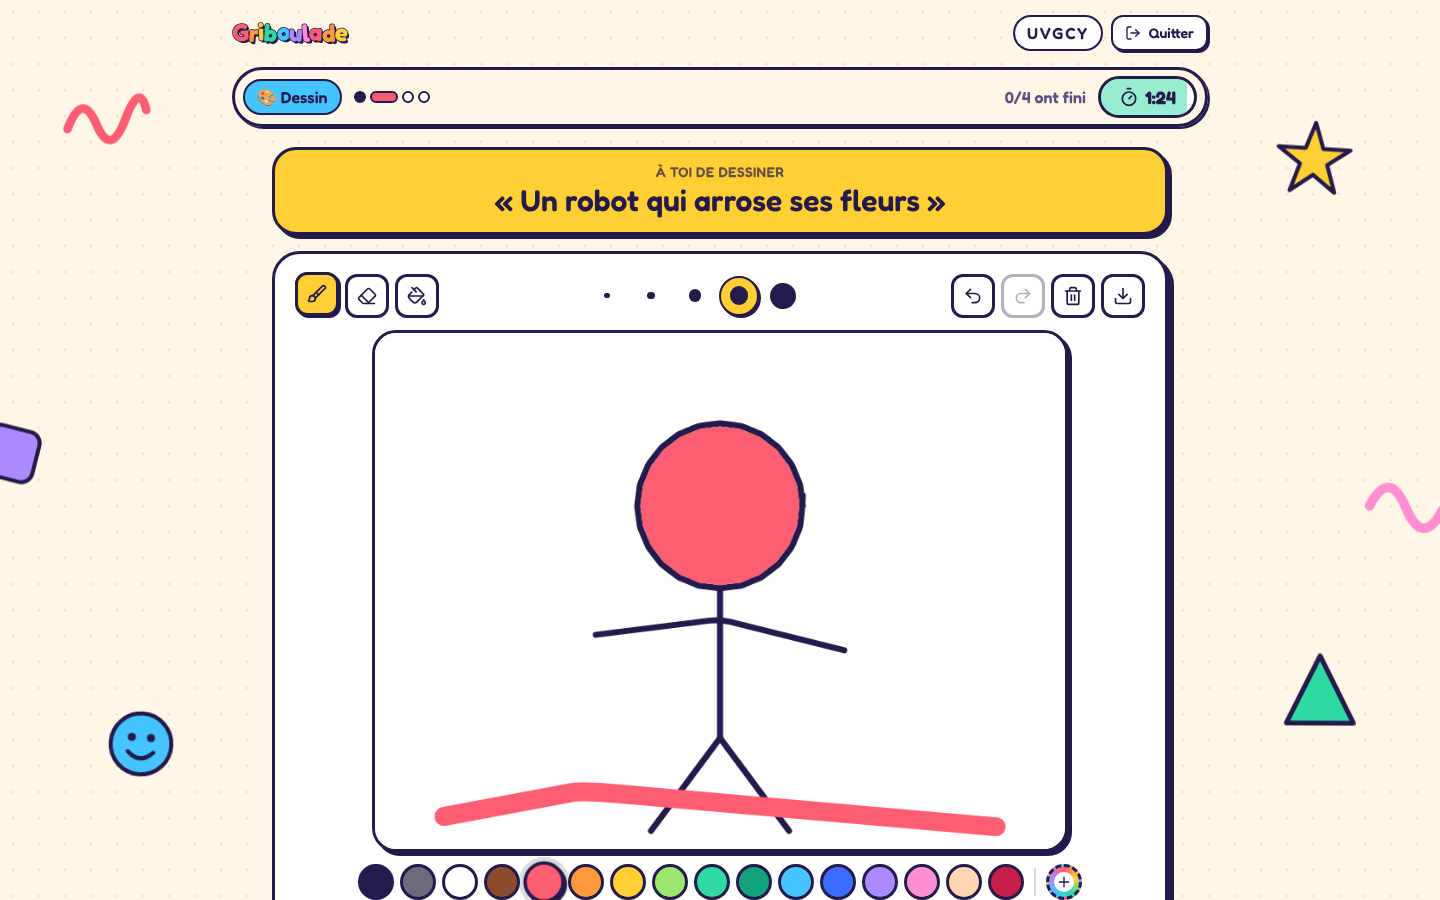 Griboulade
UVGCY
Quitter
Dessin
0/4 ont fini
1:24
À TOI DE DESSINER
« Un robot qui arrose ses fleurs »